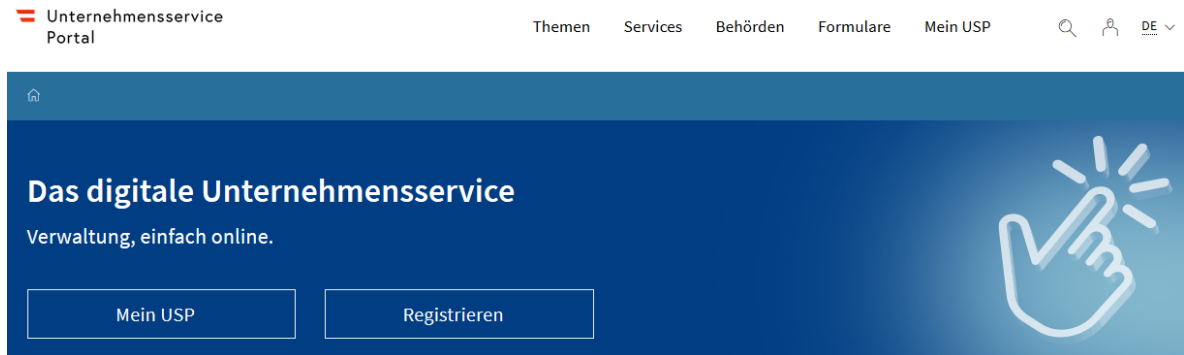 Unternehmensservice
Portal
Themen Services Behörden Formulare Mein USP DE
Das digitale Unternehmensservice
Verwaltung, einfach online.
Mein USP Registrieren